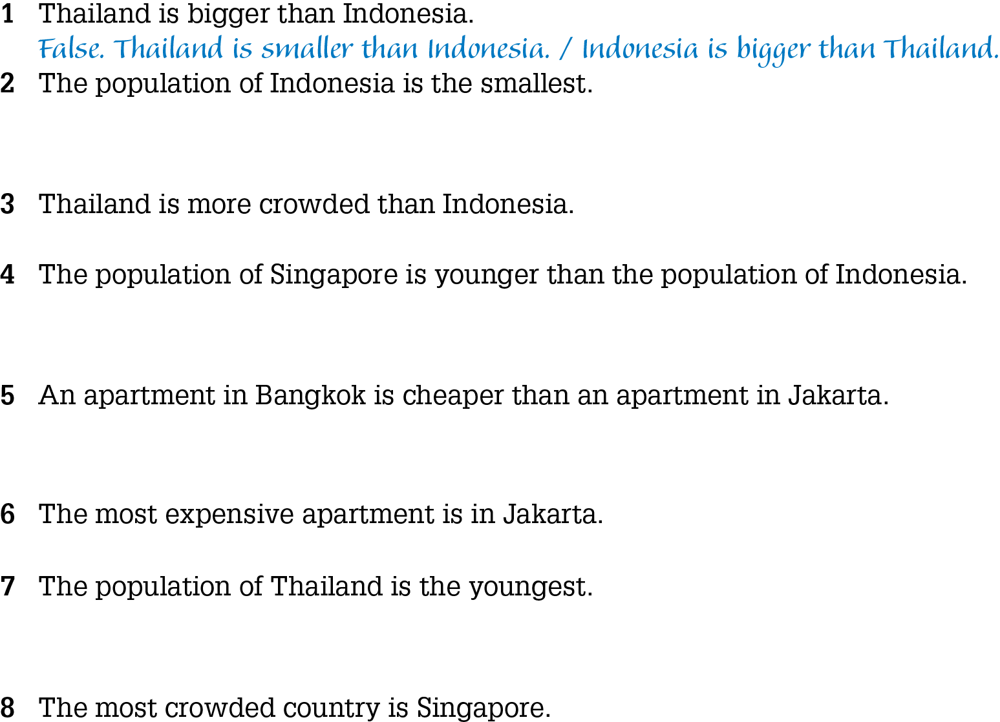 1 Thailand is bigger than Indonesia.
False. Thailand is smaller than Indonesia. / Indonesia is bigger than Thailand.
2 The population of Indonesia is the smallest.
3 Thailand is more crowded than Indonesia.
4 The population of Singapore is younger than the population of Indonesia.
5 An apartment in Bangkok is cheaper than an apartment in Jakarta.
6 The most expensive apartment is in Jakarta.
7 The population of Thailand is the youngest.
8 The most crowded country is Singapore.